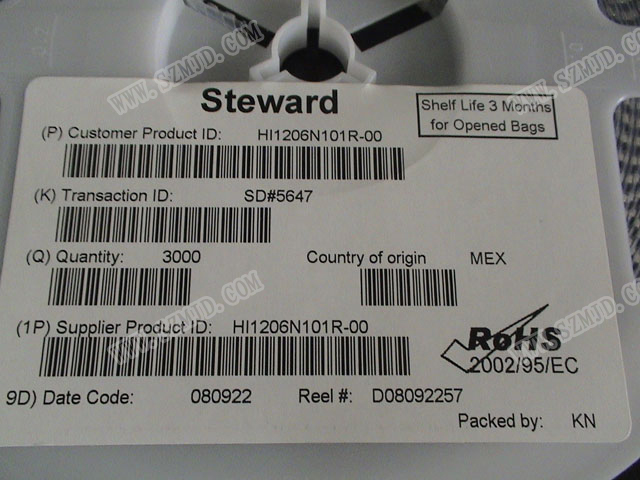 Steward
Shelf Life 3 Months
for Opened Bags
(P) Customer Product ID: HI1206N101R-00
(K) Transaction ID: SD#5647
(Q) Quantity: 3000 Country of origin MEX
(1P) Supplier Product ID: HI1206N101R-00
RoHS
2002/95/EC
9D) Date Code: 080922 Reel #: D08092257
Packed by: KN
WWW.SZMJD.COM
WWW.SZMJD.COM
WWW.SZMJD.COM
WWW.SZMJD.COM